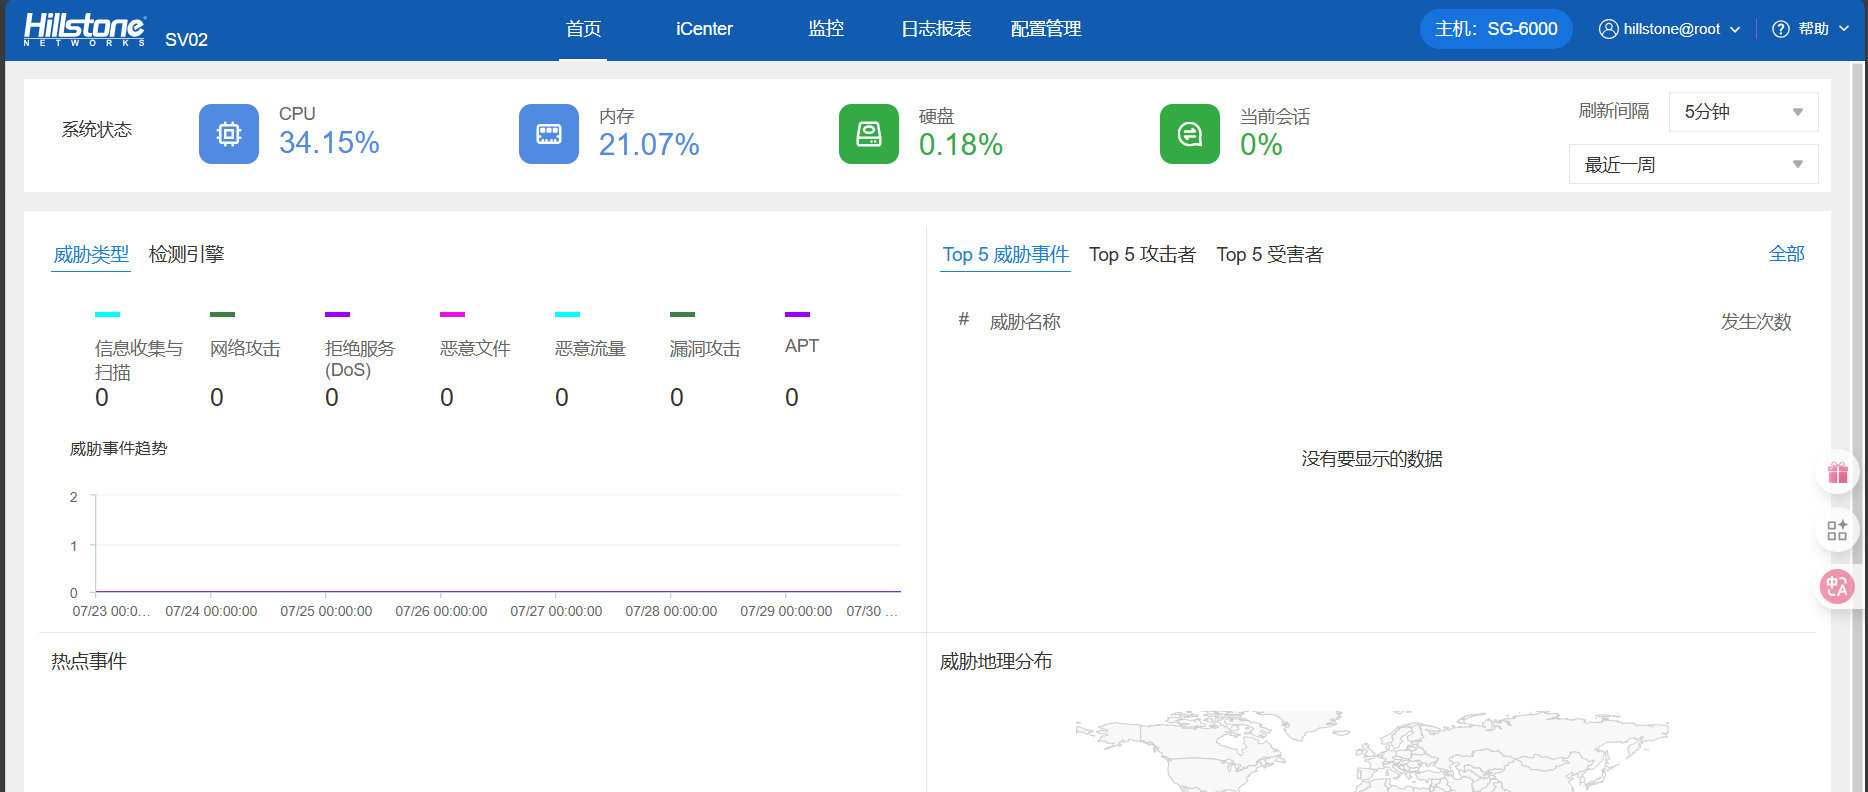 Hillstone
NETWORKS
SV02
首页
iCenter
监控
日志报表
配置管理
主机：SG-6000
hillstone@root
帮助
系统状态
CPU
34.15%
内存
21.07%
硬盘
0.18%
当前会话
0%
刷新间隔
5分钟
最近一周
威胁类型
检测引擎
信息收集与
扫描
0
网络攻击
0
拒绝服务
(DoS)
0
恶意文件
0
恶意流量
0
漏洞攻击
0
APT
0
威胁事件趋势
2
1
0
07/23 00:0...
07/24 00:00:00
07/25 00:00:00
07/26 00:00:00
07/27 00:00:00
07/28 00:00:00
07/29 00:00:00
07/30 ...
Top 5 威胁事件
Top 5 攻击者
Top 5 受害者
全部
#
威胁名称
发生次数
没有要显示的数据
热点事件
威胁地理分布
中A